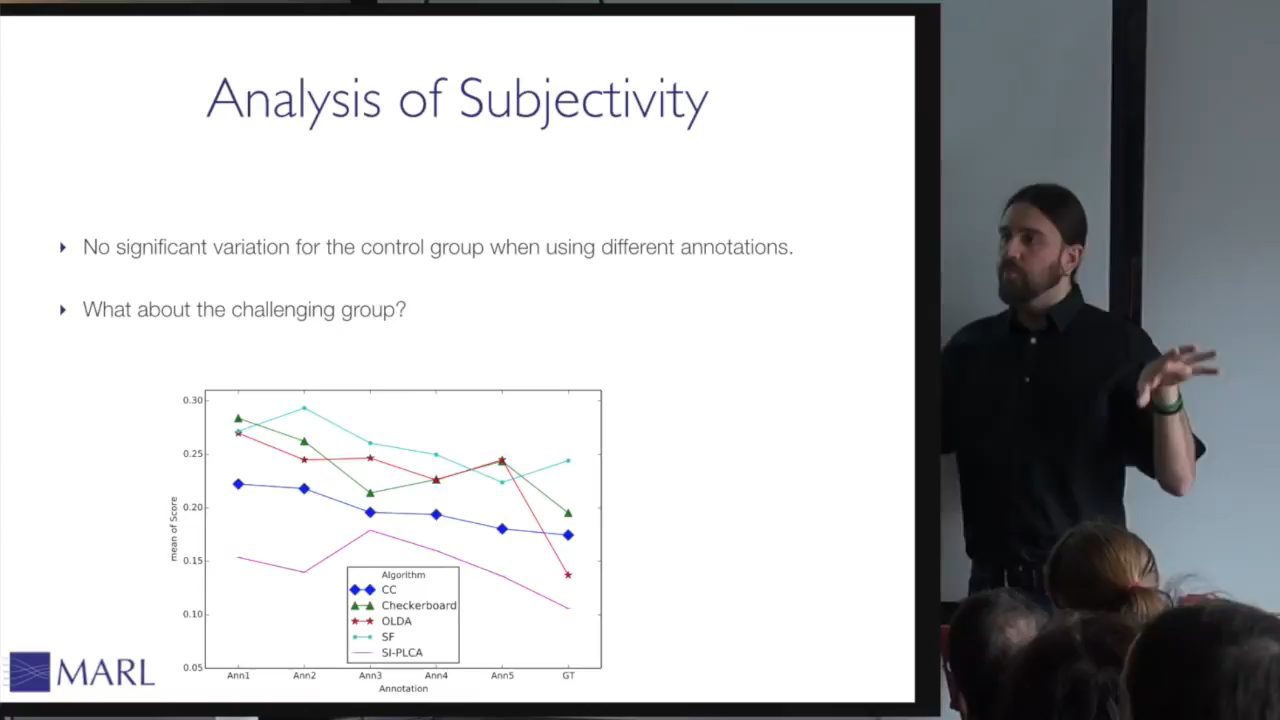 Analysis of Subjectivity
No significant variation for the control group when using different annotations.
What about the challenging group?
0.30
0.25
0.20
0.15
0.10
0.05
mean of Score
Algorithm
CC
Checkerboard
OLDA
SF
SI-PLCA
Ann1 Ann2 Ann3 Ann4 Ann5 GT
Annotation
MARL